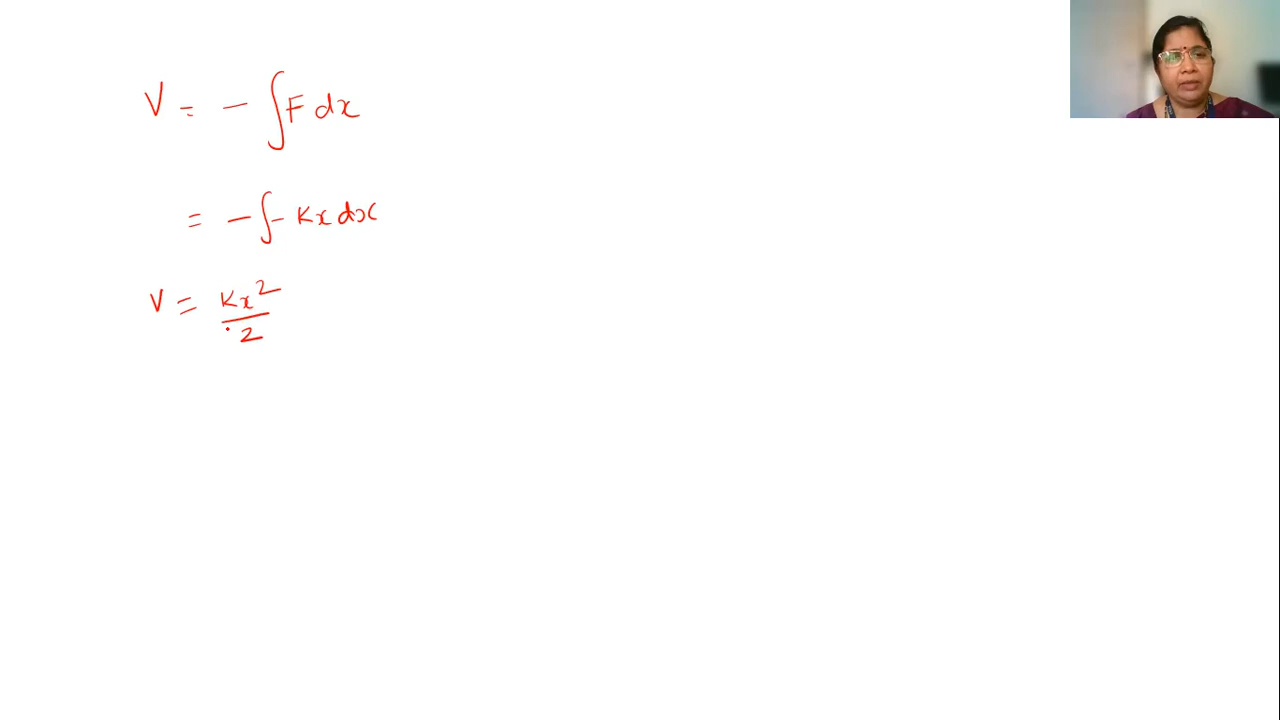 V = - ∫F dx
= - ∫- Kx dx
V = Kx²/2